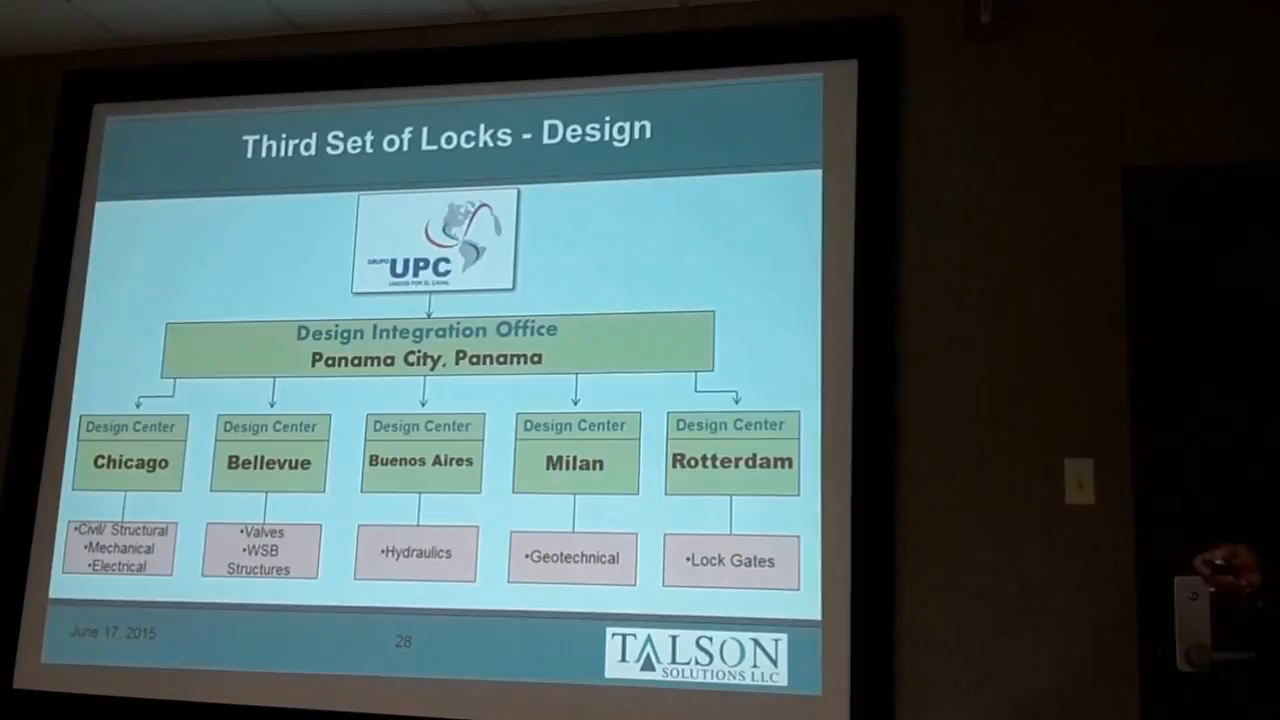 Third Set of Locks - Design
GRUPO
UPC
UNIDOS POR EL CANAL
Design Integration Office
Panama City, Panama
Design Center
Chicago
•Civil/ Structural
•Mechanical
•Electrical
Design Center
Bellevue
•Valves
•WSB
Structures
Design Center
Buenos Aires
•Hydraulics
Design Center
Milan
•Geotechnical
Design Center
Rotterdam
•Lock Gates
June 17, 2015
28
TALSON
SOLUTIONS LLC